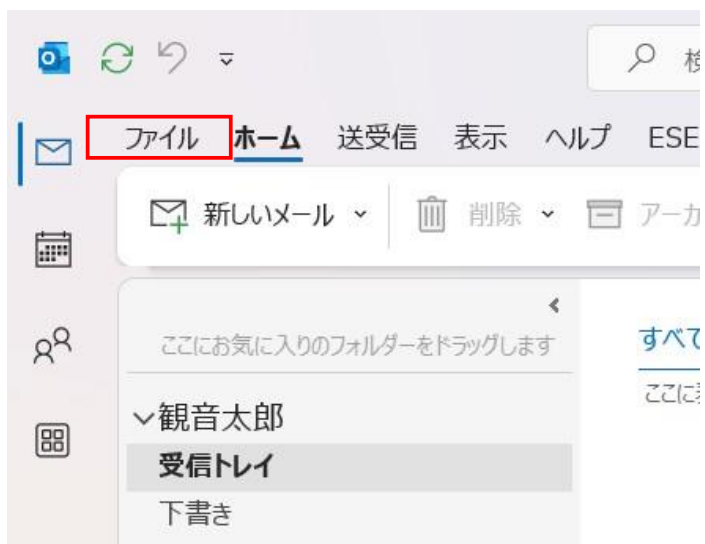 検
ファイル ホーム 送受信 表示 ヘルプ ESE
新しいメール 削除 アーカ
ここにお気に入りのフォルダーをドラッグします
すべて
ここに
観音太郎
受信トレイ
下書き